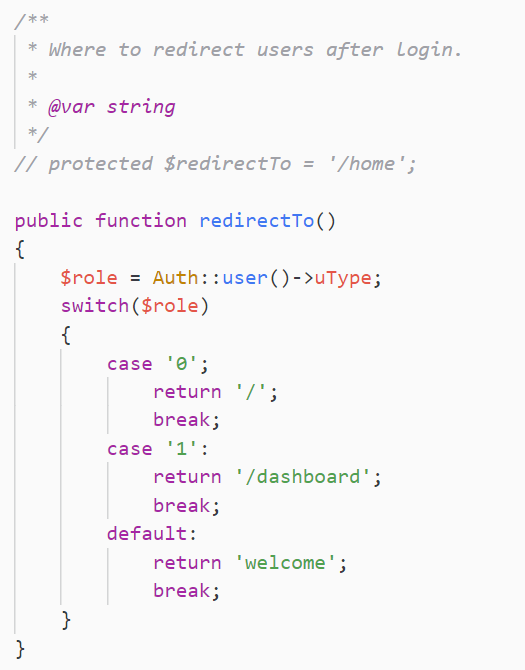 /**
 * Where to redirect users after login.
 *
 * @var string
 */
// protected $redirectTo = '/home';

public function redirectTo()
{
    $role = Auth::user()->uType;
    switch($role)
    {
        case '0';
            return '/';
            break;
        case '1':
            return '/dashboard';
            break;
        default:
            return 'welcome';
            break;
    }
}